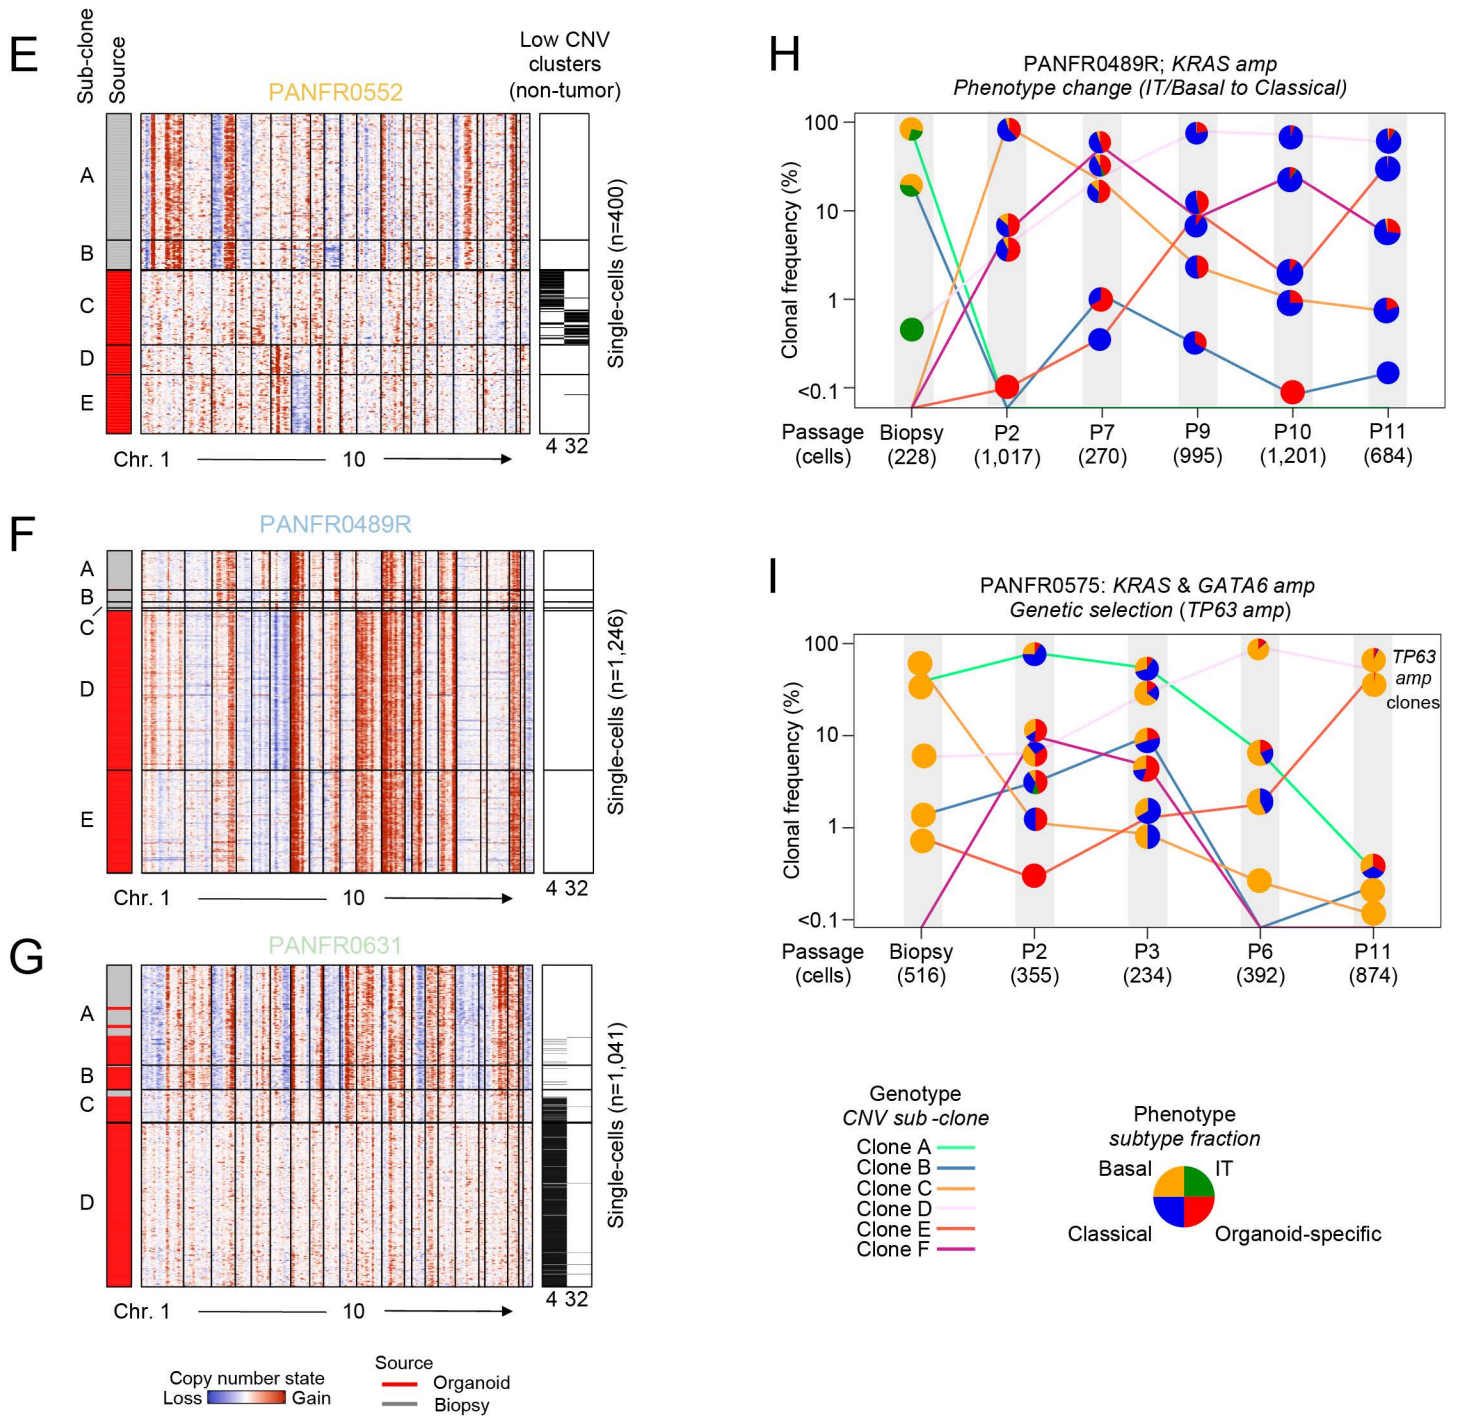 E
Sub-clone
Source
Low CNV
clusters
(non-tumor)
PANFR0552
A
B
C
D
E
Single-cells (n=400)
4 32
Chr. 1
10
F
PANFR0489R
A
B
C
D
E
Single-cells (n=1,246)
4 32
Chr. 1
10
G
PANFR0631
A
B
C
D
Single-cells (n=1,041)
4 32
Chr. 1
10
Copy number state
Loss
Gain
Source
Organoid
Biopsy
H
PANFR0489R; KRAS amp
Phenotype change (IT/Basal to Classical)
Clonal frequency (%)
100
10
1
<0.1
Passage Biopsy P2 P7 P9 P10 P11
(cells) (228) (1,017) (270) (995) (1,201) (684)
I
PANFR0575: KRAS & GATA6 amp
Genetic selection (TP63 amp)
Clonal frequency (%)
100
10
1
<0.1
TP63
amp
clones
Passage Biopsy P2 P3 P6 P11
(cells) (516) (355) (234) (392) (874)
Genotype
CNV sub -clone
Clone A
Clone B
Clone C
Clone D
Clone E
Clone F
Phenotype
subtype fraction
Basal IT
Classical Organoid-specific